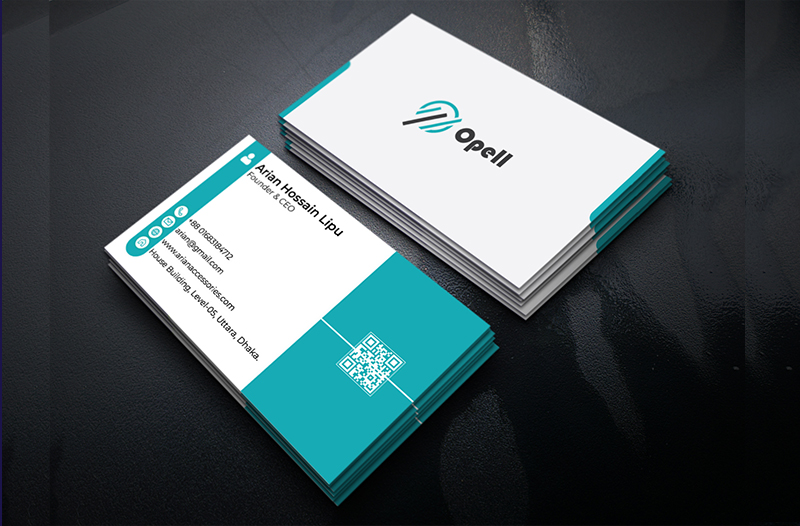 Opell
Arian Hossain Lipu
Founder & CEO
+88 01683184712
arian@gmail.com
www.arianaccessories.com
House Building, Level-05, Uttara, Dhaka.